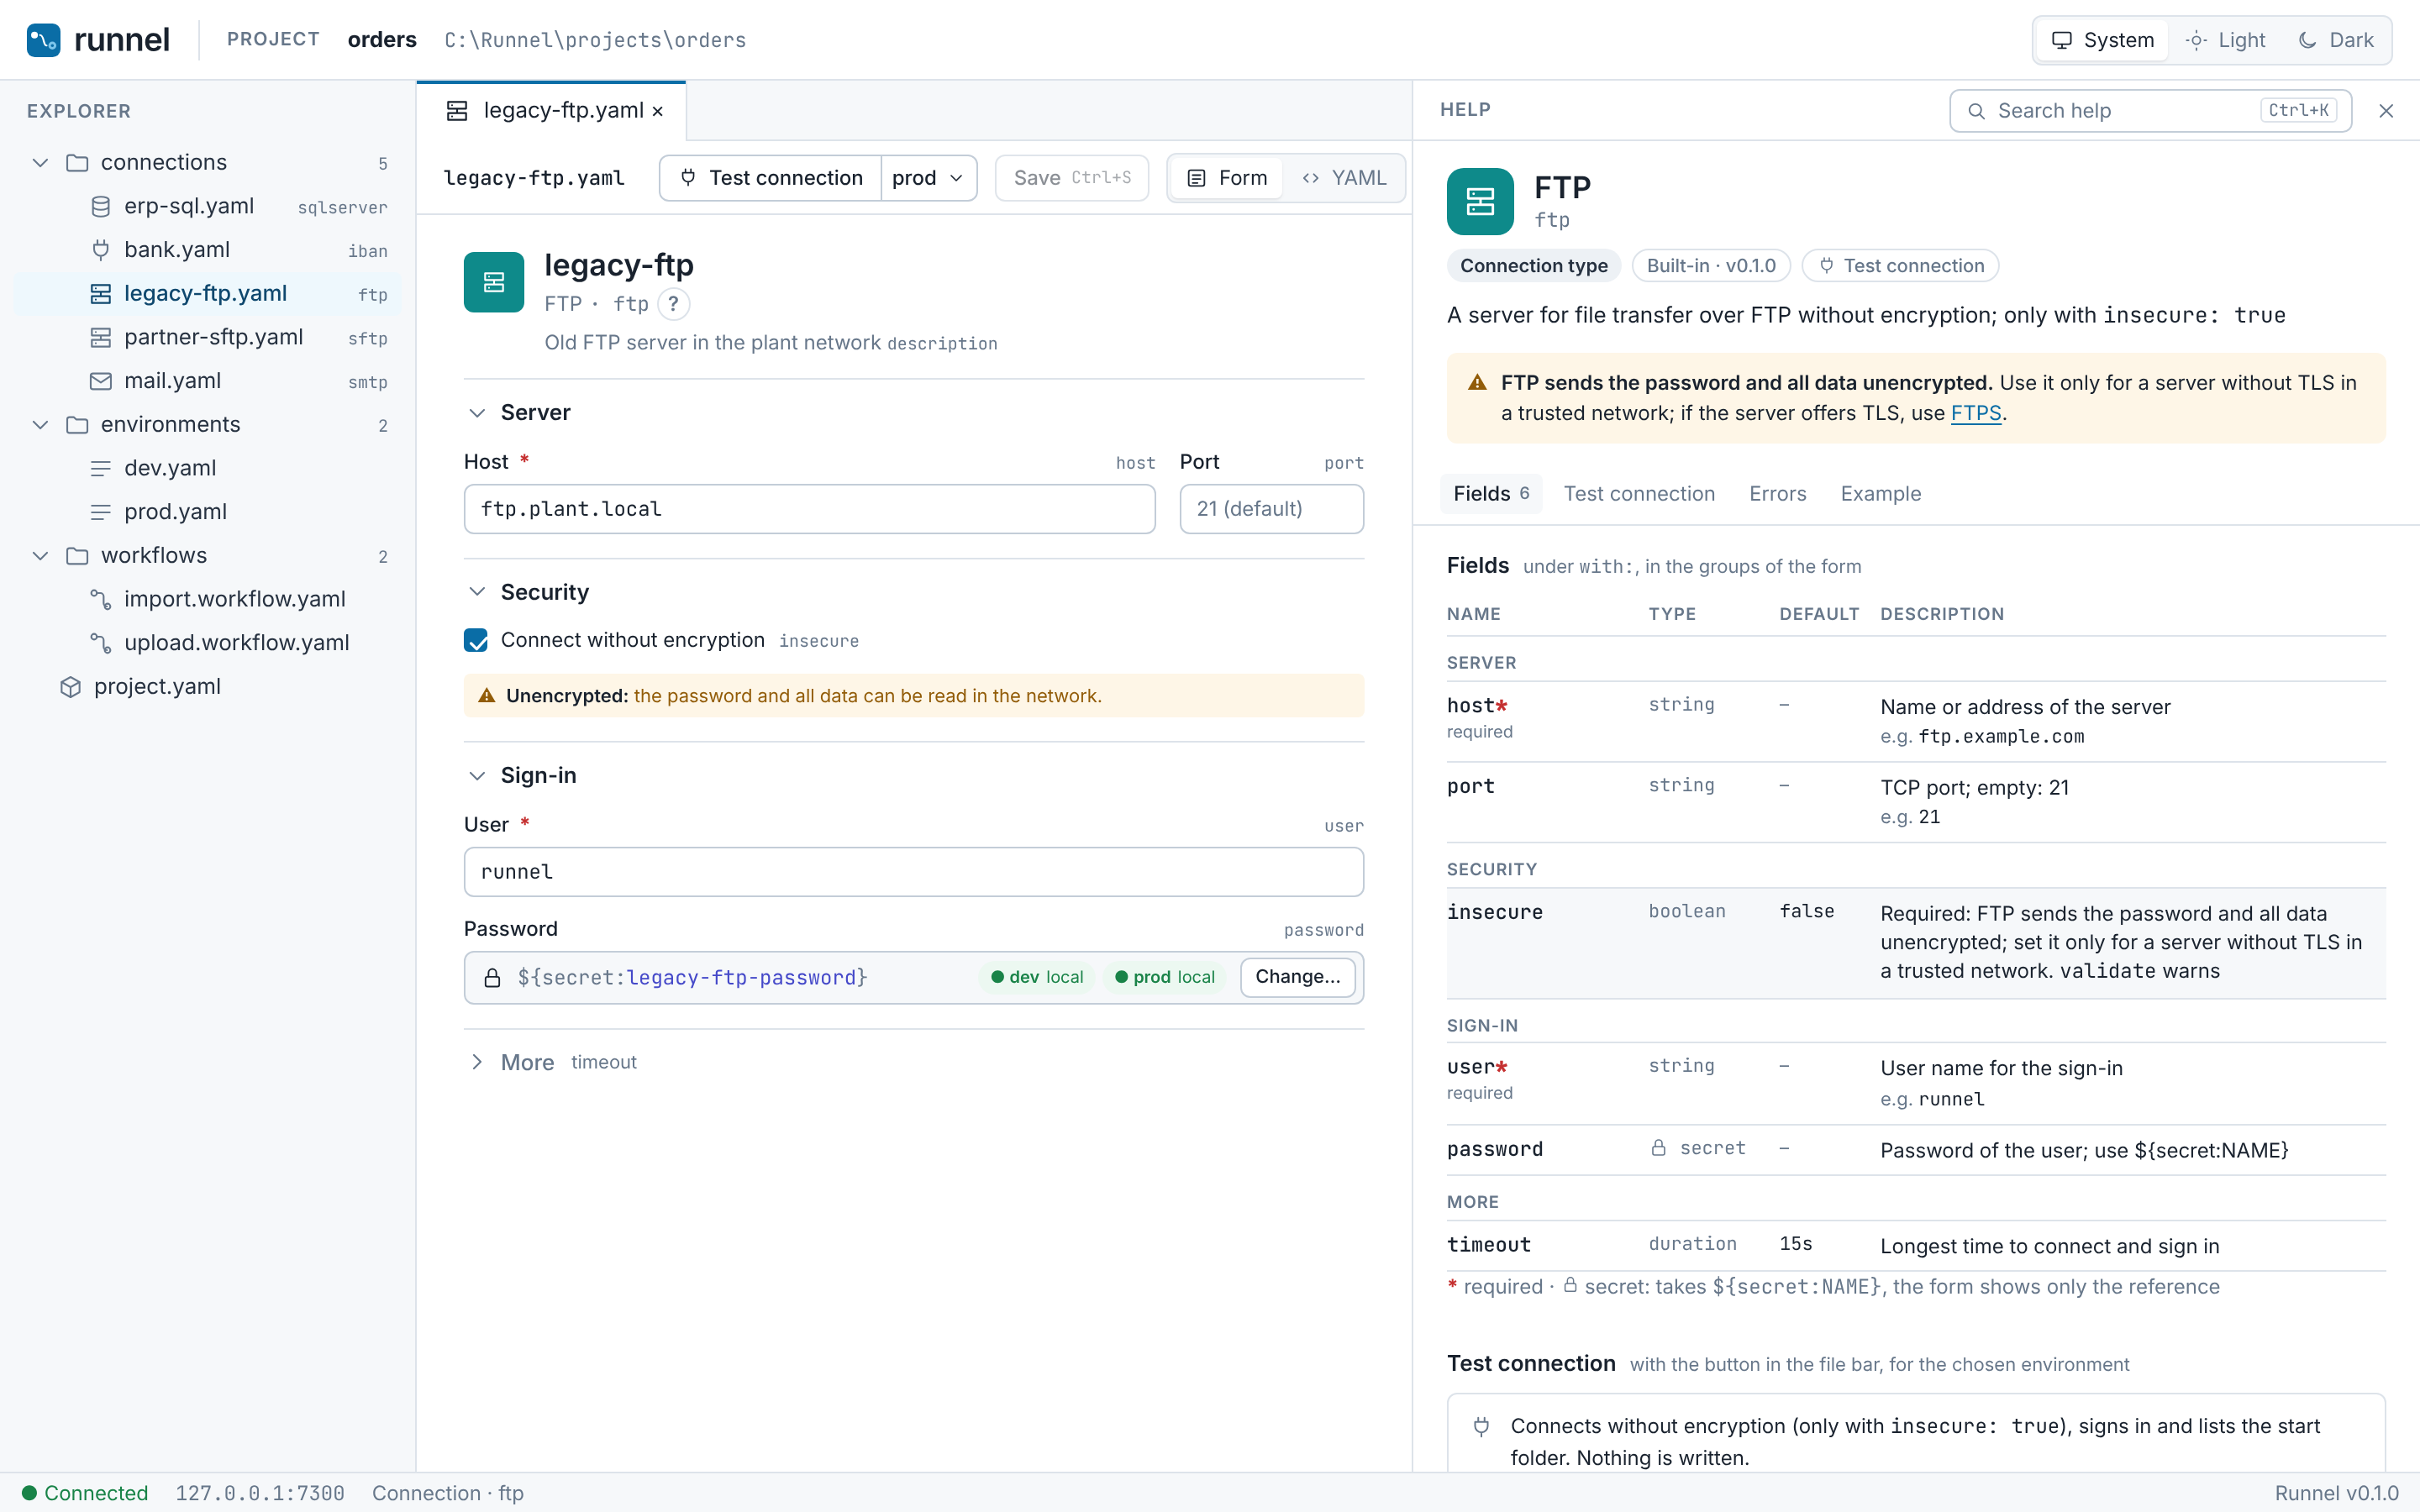 runnel PROJECT orders C:\Runnel\projects\orders System Light Dark
EXPLORER
connections 5
erp-sql.yaml sqlserver
bank.yaml iban
legacy-ftp.yaml ftp
partner-sftp.yaml sftp
mail.yaml smtp
environments 2
dev.yaml
prod.yaml
workflows 2
import.workflow.yaml
upload.workflow.yaml
project.yaml
legacy-ftp.yaml ×
legacy-ftp.yaml Test connection prod Save Ctrl+S Form YAML
legacy-ftp
FTP · ftp ?
Old FTP server in the plant network description
Server
Host * host Port port
ftp.plant.local 21 (default)
Security
Connect without encryption insecure
Unencrypted: the password and all data can be read in the network.
Sign-in
User * user
runnel
Password password
${secret:legacy-ftp-password} dev local prod local Change...
More timeout
HELP Search help Ctrl+K
FTP
ftp
Connection type Built-in · v0.1.0 Test connection
A server for file transfer over FTP without encryption; only with insecure: true
FTP sends the password and all data unencrypted. Use it only for a server without TLS in
a trusted network; if the server offers TLS, use FTPS.
Fields 6 Test connection Errors Example
Fields under with:, in the groups of the form
NAME TYPE DEFAULT DESCRIPTION
SERVER
host* string – Name or address of the server
required e.g. ftp.example.com
port string – TCP port; empty: 21
e.g. 21
SECURITY
insecure boolean false Required: FTP sends the password and all data
unencrypted; set it only for a server without TLS in
a trusted network. validate warns
SIGN-IN
user* string – User name for the sign-in
required e.g. runnel
password secret – Password of the user; use ${secret:NAME}
MORE
timeout duration 15s Longest time to connect and sign in
* required · secret: takes ${secret:NAME}, the form shows only the reference
Test connection with the button in the file bar, for the chosen environment
Connects without encryption (only with insecure: true), signs in and lists the start
folder. Nothing is written.
Connected 127.0.0.1:7300 Connection · ftp Runnel v0.1.0